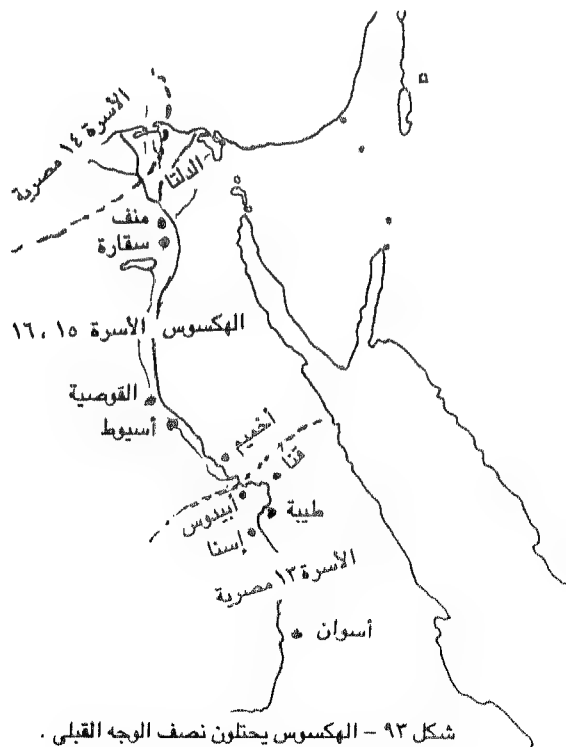 الأسرة ١٤ مصرية
الدلتا
منف
سقارة
الهكسوس الأسرة ١٥ ، ١٦
القوصية
أسيوط
أخميم
قنا
أبيدوس
طيبة
إسنا
الأسرة ١٣ مصرية
أسوان
شكل ٩٣ – الهكسوس يحتلون نصف الوجه القبلي .